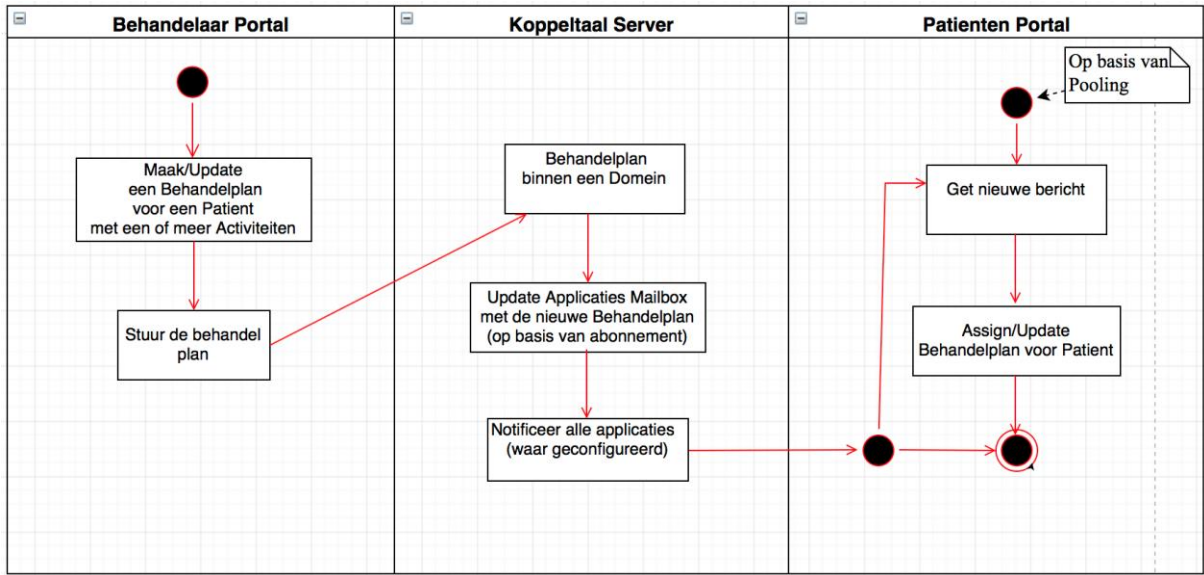 Behandelaar Portal
Koppeltaal Server
Patienten Portal
Maak/Update
een Behandelplan
voor een Patient
met een of meer Activiteiten
Stuur de behandel
plan
Behandelplan
binnen een Domein
Update Applicaties Mailbox
met de nieuwe Behandelplan
(op basis van abonnement)
Notificeer alle applicaties
(waar geconfigureerd)
Op basis van
Pooling
Get nieuwe bericht
Assign/Update
Behandelplan voor Patient